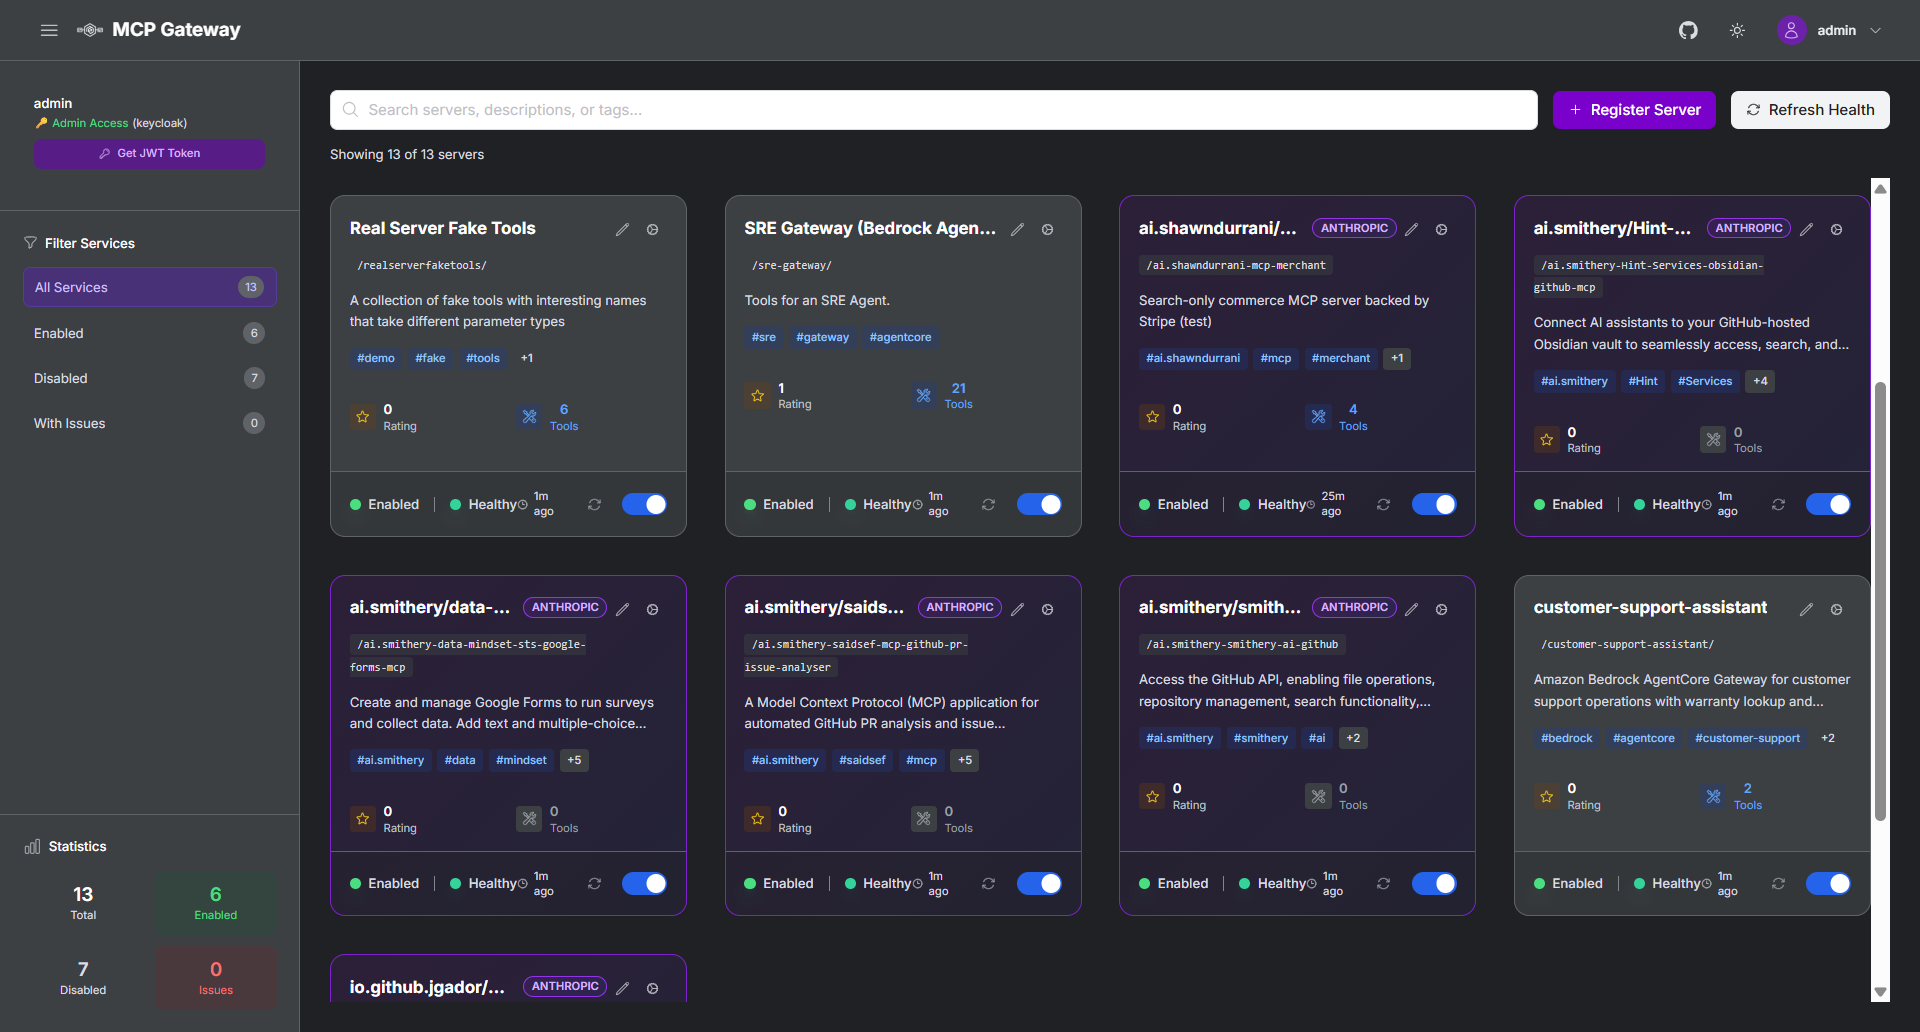 MCP Gateway
admin
admin
Admin Access (keycloak)
Get JWT Token
Filter Services
All Services 13
Enabled 6
Disabled 7
With Issues 0
Statistics
13
Total
6
Enabled
7
Disabled
0
Issues
Search servers, descriptions, or tags...
+ Register Server
Refresh Health
Showing 13 of 13 servers
Real Server Fake Tools
/realserverfaketools/
A collection of fake tools with interesting names
that take different parameter types
#demo #fake #tools +1
0
Rating
6
Tools
Enabled | Healthy 1m
ago
SRE Gateway (Bedrock Agen...
/sre-gateway/
Tools for an SRE Agent.
#sre #gateway #agentcore
1
Rating
21
Tools
Enabled | Healthy 1m
ago
ai.shawndurrani/... ANTHROPIC
/ai.shawndurrani-mcp-merchant
Search-only commerce MCP server backed by
Stripe (test)
#ai.shawndurrani #mcp #merchant +1
0
Rating
4
Tools
Enabled | Healthy 25m
ago
ai.smithery/Hint-... ANTHROPIC
/ai.smithery-Hint-Services-obsidian-
github-mcp
Connect AI assistants to your GitHub-hosted
Obsidian vault to seamlessly access, search, and...
#ai.smithery #Hint #Services +4
0
Rating
0
Tools
Enabled | Healthy 1m
ago
ai.smithery/data-... ANTHROPIC
/ai.smithery-data-mindset-sts-google-
forms-mcp
Create and manage Google Forms to run surveys
and collect data. Add text and multiple-choice...
#ai.smithery #data #mindset +5
0
Rating
0
Tools
Enabled | Healthy 1m
ago
ai.smithery/saids... ANTHROPIC
/ai.smithery-saidsef-mcp-github-pr-
issue-analyser
A Model Context Protocol (MCP) application for
automated GitHub PR analysis and issue...
#ai.smithery #saidsef #mcp +5
0
Rating
0
Tools
Enabled | Healthy 1m
ago
ai.smithery/smith... ANTHROPIC
/ai.smithery-smithery-ai-github
Access the GitHub API, enabling file operations,
repository management, search functionality,...
#ai.smithery #smithery #ai +2
0
Rating
0
Tools
Enabled | Healthy 1m
ago
customer-support-assistant
/customer-support-assistant/
Amazon Bedrock AgentCore Gateway for customer
support operations with warranty lookup and...
#bedrock #agentcore #customer-support +2
0
Rating
2
Tools
Enabled | Healthy 1m
ago
io.github.jgador/... ANTHROPIC